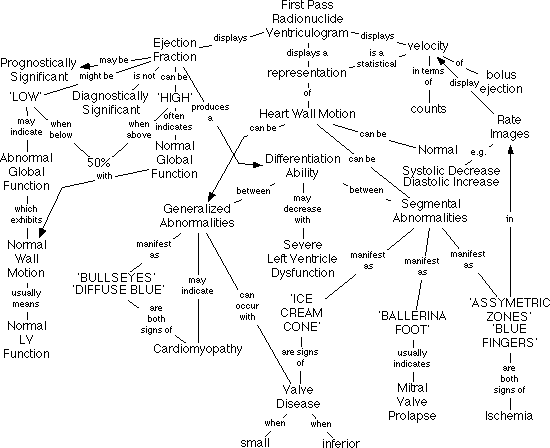 First Pass
Radionuclide
Ventriculogram
displays
displays
Ejection
Fraction
displays a
is a
statistical
velocity
of
may be
Prognostically
Significant
might be
is not
can be
representation
in terms
of
display
bolus
ejection
'LOW'
Diagnostically
Significant
'HIGH'
produces
a
of
counts
may
indicate
when
below
when
above
often
indicates
Heart Wall Motion
Rate
Images
can be
can be
can be
Normal
e.g.
Abnormal
Global
Function
50%
with
Normal
Global
Function
Differentiation
Ability
Systolic Decrease
Diastolic Increase
which
exhibits
between
may
decrease
with
between
Generalized
Abnormalities
Segmental
Abnormalities
in
Normal
Wall
Motion
manifest
as
Severe
Left Ventricle
Dysfunction
manifest
as
manifest
as
manifest
as
usually
means
'BULLSEYES'
'DIFFUSE BLUE'
may
indicate
can
occur
with
'ICE
CREAM
CONE'
'BALLERINA
FOOT'
'ASSYMETRIC
ZONES'
'BLUE
FINGERS'
Normal
LV
Function
are both
signs of
Cardiomyopathy
are signs
of
usually
indicates
are
both
signs of
Valve
Disease
Mitral
Valve
Prolapse
Ischemia
when
when
small
inferior